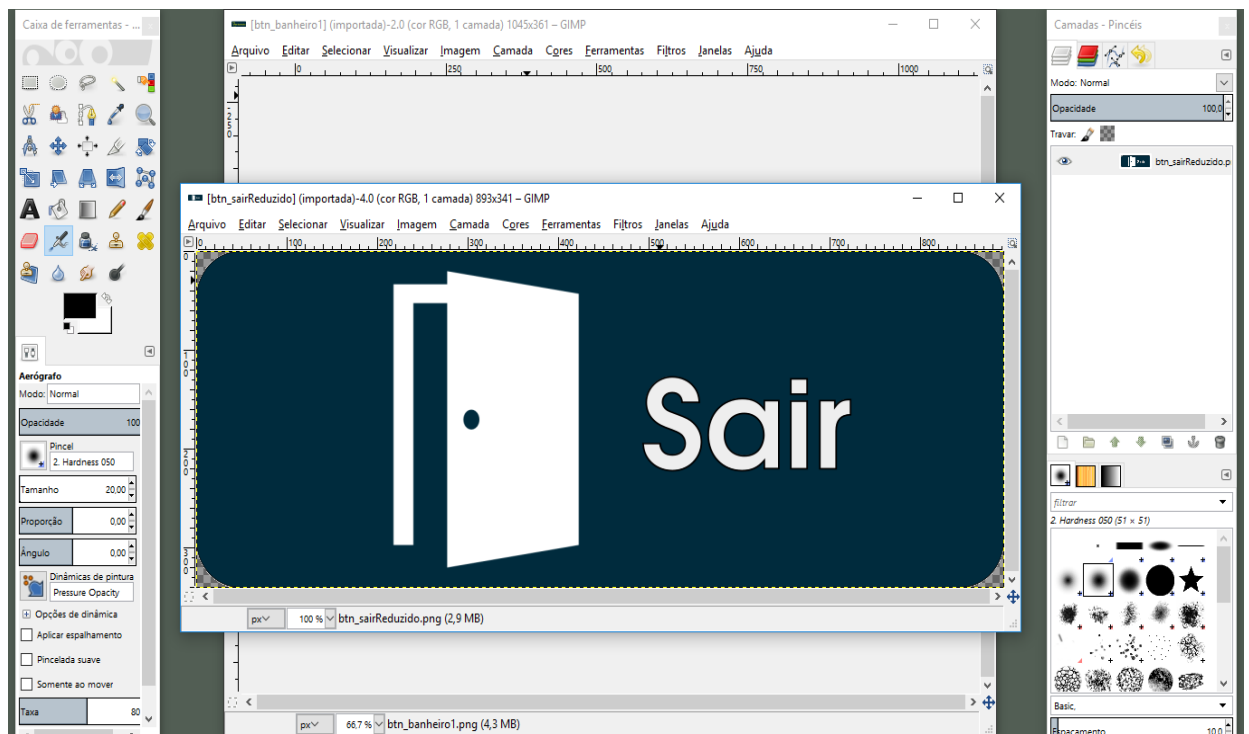 Caixa de ferramentas - ...
Aerógrafo
Modo: Normal
Opacidade 100
Pincel
2. Hardness 050
Tamanho 20,00
Proporção 0,00
Ângulo 0,00
Dinâmicas de pintura
Pressure Opacity
Opções de dinâmica
Aplicar espalhamento
Pincelada suave
Somente ao mover
Taxa 80
[btn_banheiro1] (importada)-2.0 (cor RGB, 1 camada) 1045x361 – GIMP
Arquivo Editar Selecionar Visualizar Imagem Camada Cores Ferramentas Filtros Janelas Ajuda
0 250 500 750 1000
250
[btn_sairReduzido] (importada)-4.0 (cor RGB, 1 camada) 893x341 – GIMP
Arquivo Editar Selecionar Visualizar Imagem Camada Cores Ferramentas Filtros Janelas Ajuda
0 100 200 300 400 500 600 700 800
0
100
200
300
Sair
px 100 % btn_sairReduzido.png (2,9 MB)
px 66,7 % btn_banheiro1.png (4,3 MB)
Camadas - Pincéis
Modo: Normal
Opacidade 100,0
Travar:
btn_sairReduzido.p
filtrar
2. Hardness 050 (51 × 51)
Basic,
Espaçamento 10,0